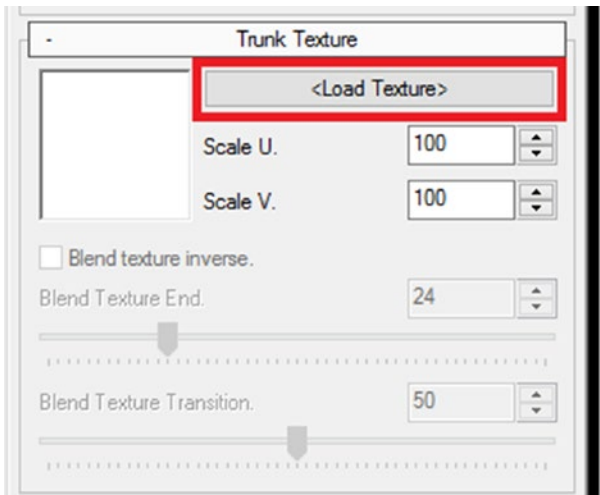 - Trunk Texture
<Load Texture>
Scale U. 100
Scale V. 100
Blend texture inverse.
Blend Texture End. 24
Blend Texture Transition. 50